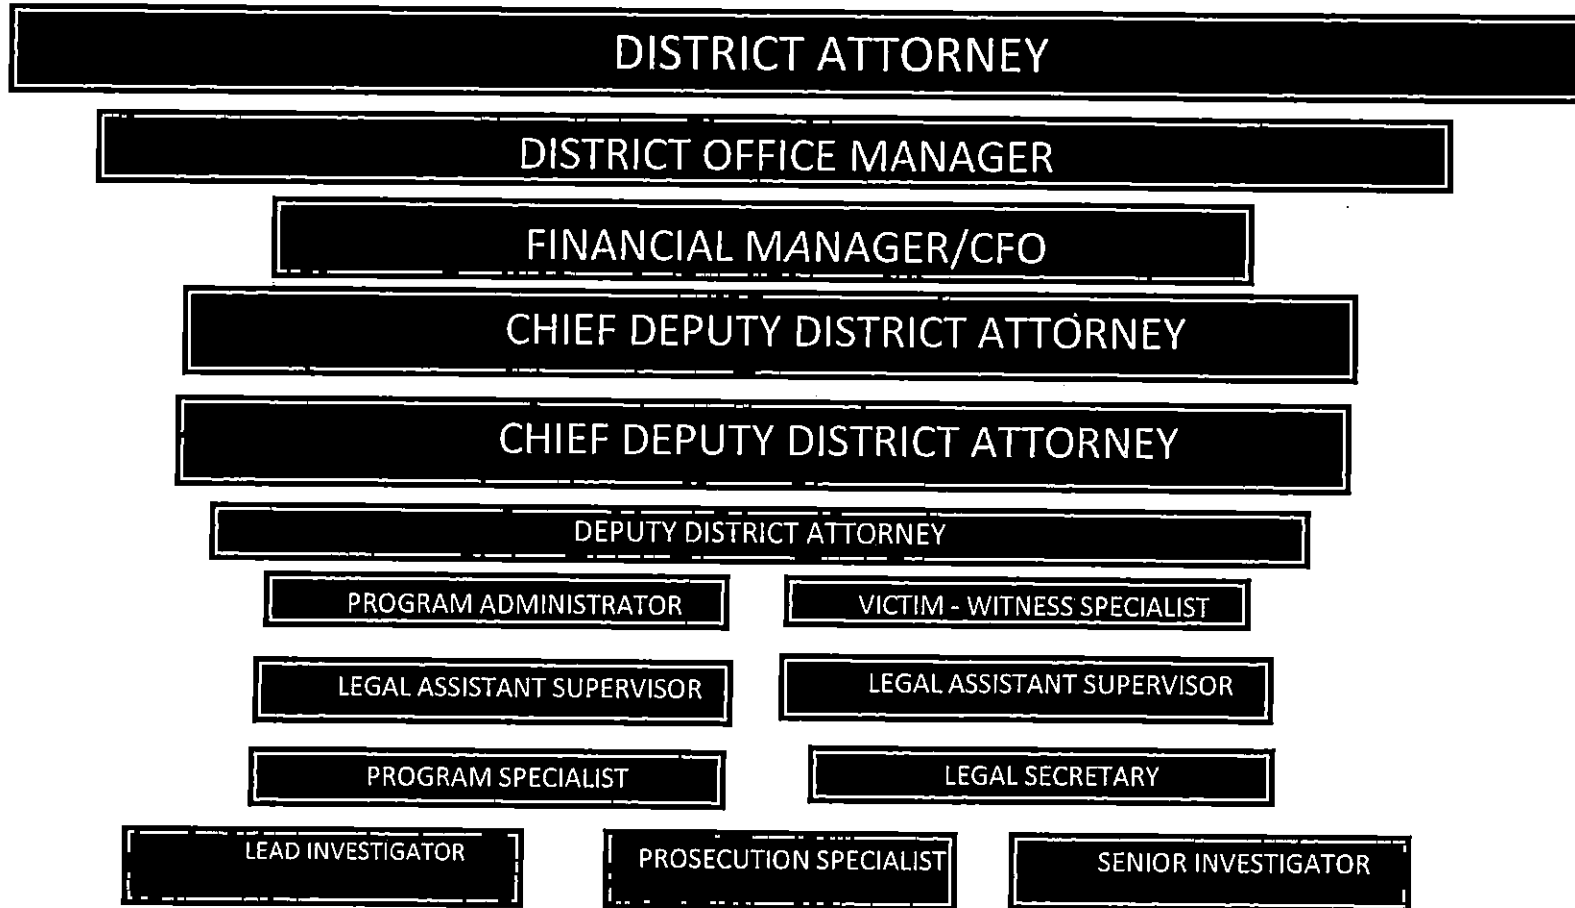 DISTRICT ATTORNEY
DISTRICT OFFICE MANAGER
FINANCIAL MANAGER/CFO
CHIEF DEPUTY DISTRICT ATTORNEY
CHIEF DEPUTY DISTRICT ATTORNEY
DEPUTY DISTRICT ATTORNEY
PROGRAM ADMINISTRATOR
VICTIM - WITNESS SPECIALIST
LEGAL ASSISTANT SUPERVISOR
LEGAL ASSISTANT SUPERVISOR
PROGRAM SPECIALIST
LEGAL SECRETARY
LEAD INVESTIGATOR
PROSECUTION SPECIALIST
SENIOR INVESTIGATOR